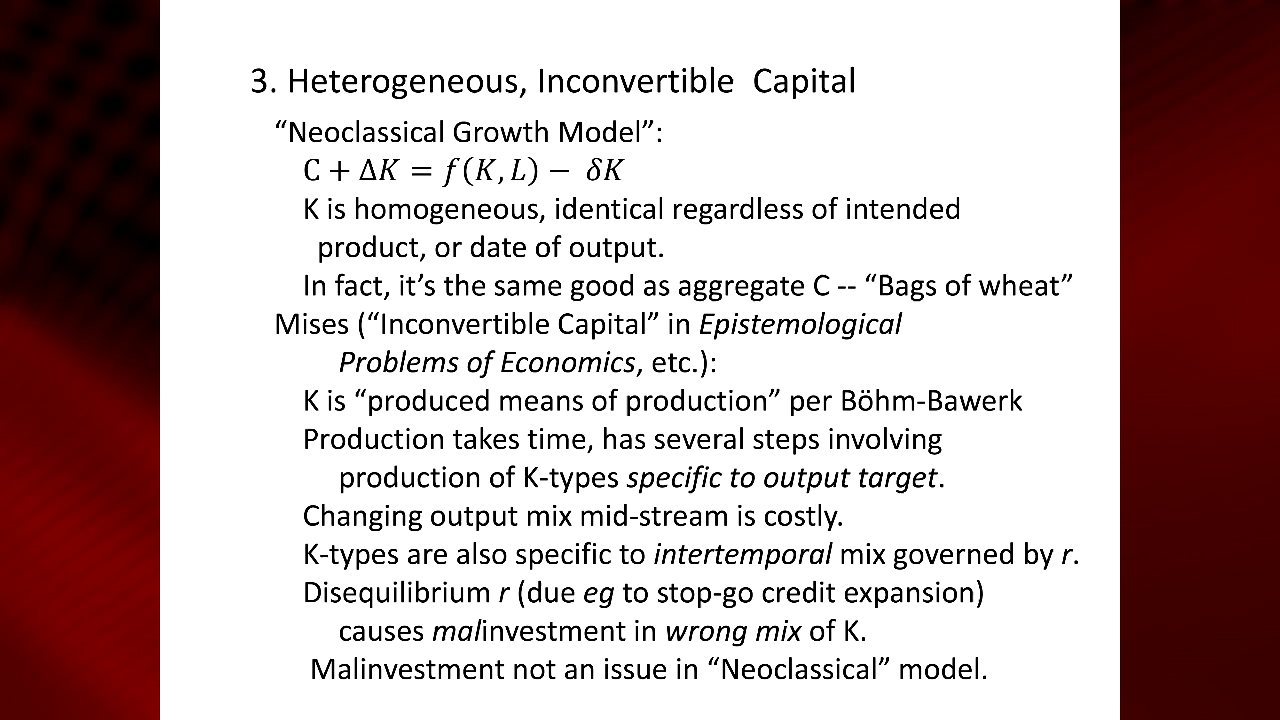 3. Heterogeneous, Inconvertible Capital
“Neoclassical Growth Model”:
C + ΔK = f(K, L) − δK
K is homogeneous, identical regardless of intended
product, or date of output.
In fact, it’s the same good as aggregate C -- “Bags of wheat”
Mises (“Inconvertible Capital” in Epistemological
Problems of Economics, etc.):
K is “produced means of production” per Böhm-Bawerk
Production takes time, has several steps involving
production of K-types specific to output target.
Changing output mix mid-stream is costly.
K-types are also specific to intertemporal mix governed by r.
Disequilibrium r (due eg to stop-go credit expansion)
causes malinvestment in wrong mix of K.
Malinvestment not an issue in “Neoclassical” model.